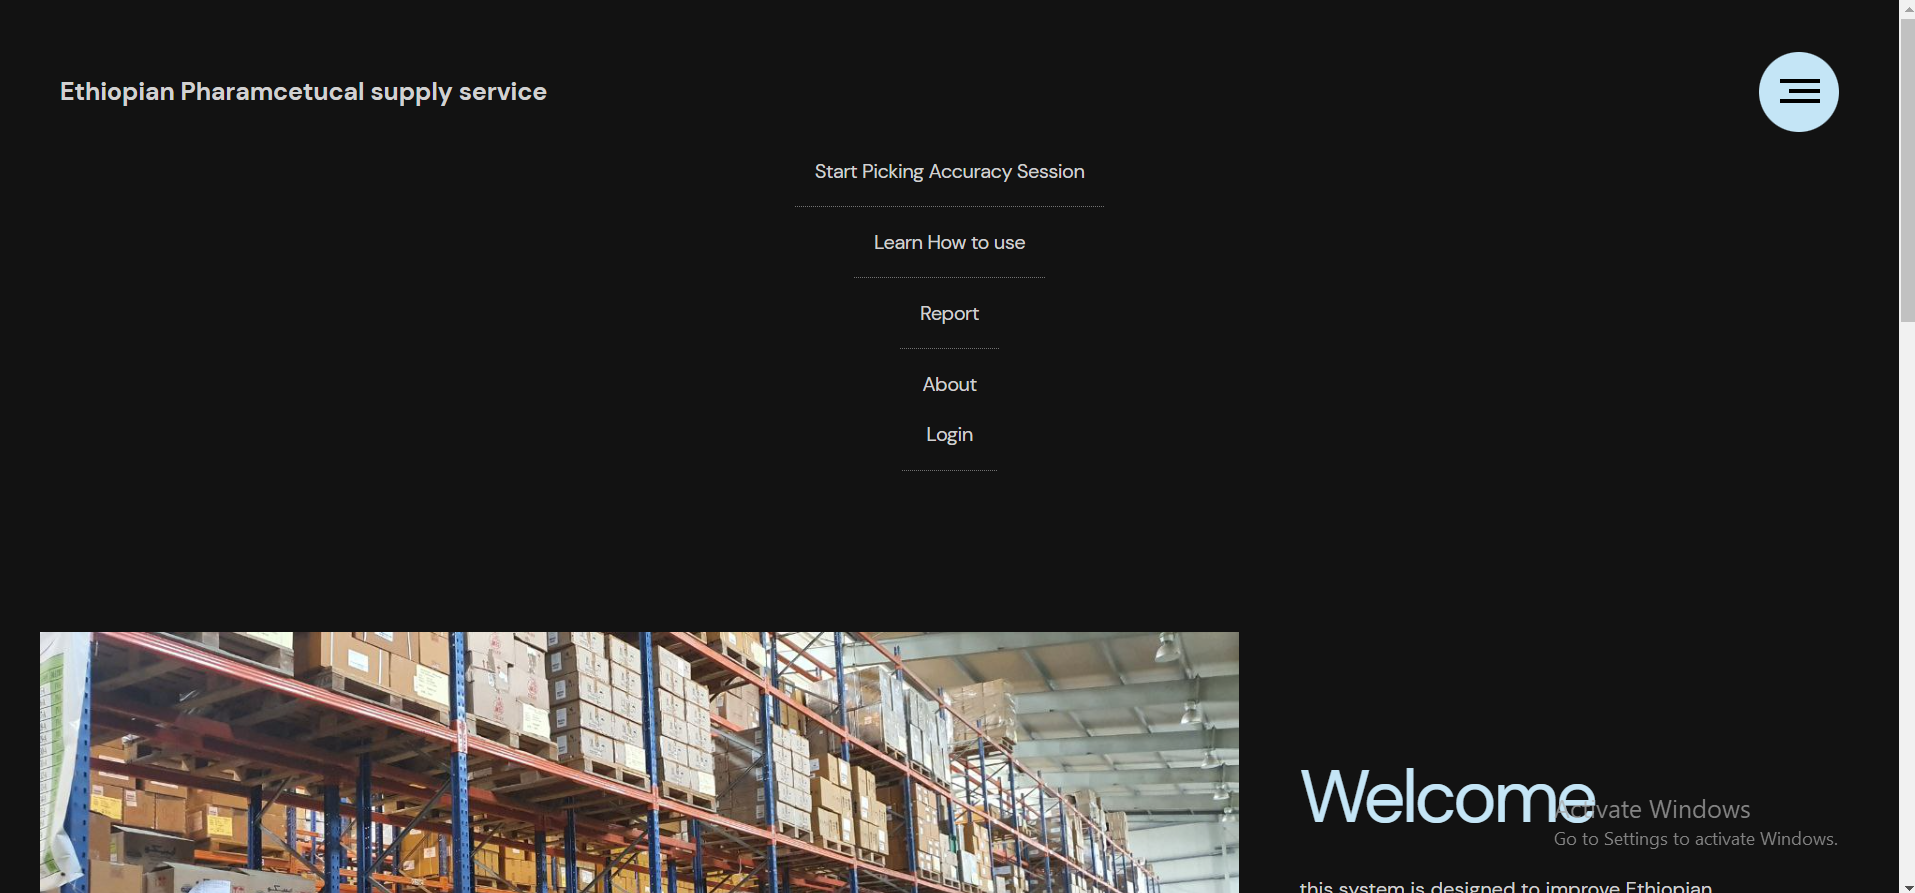 Ethiopian Pharamcetucal supply service
Start Picking Accuracy Session
Learn How to use
Report
About
Login
Welcome
Activate Windows
Go to Settings to activate Windows.
this system is designed to improve Ethiopian